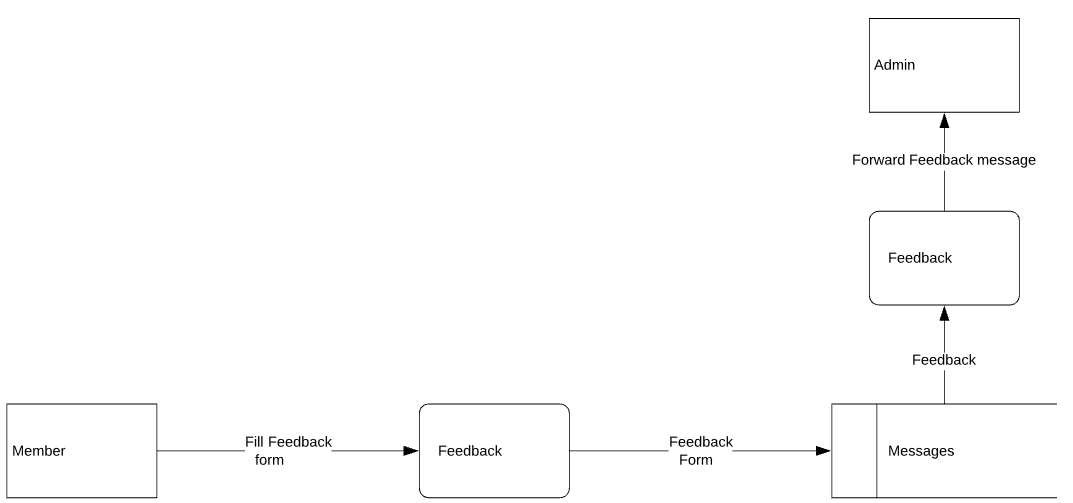 Admin
Forward Feedback message
Feedback
Feedback
Member
Fill Feedback
form
Feedback
Feedback
Form
Messages